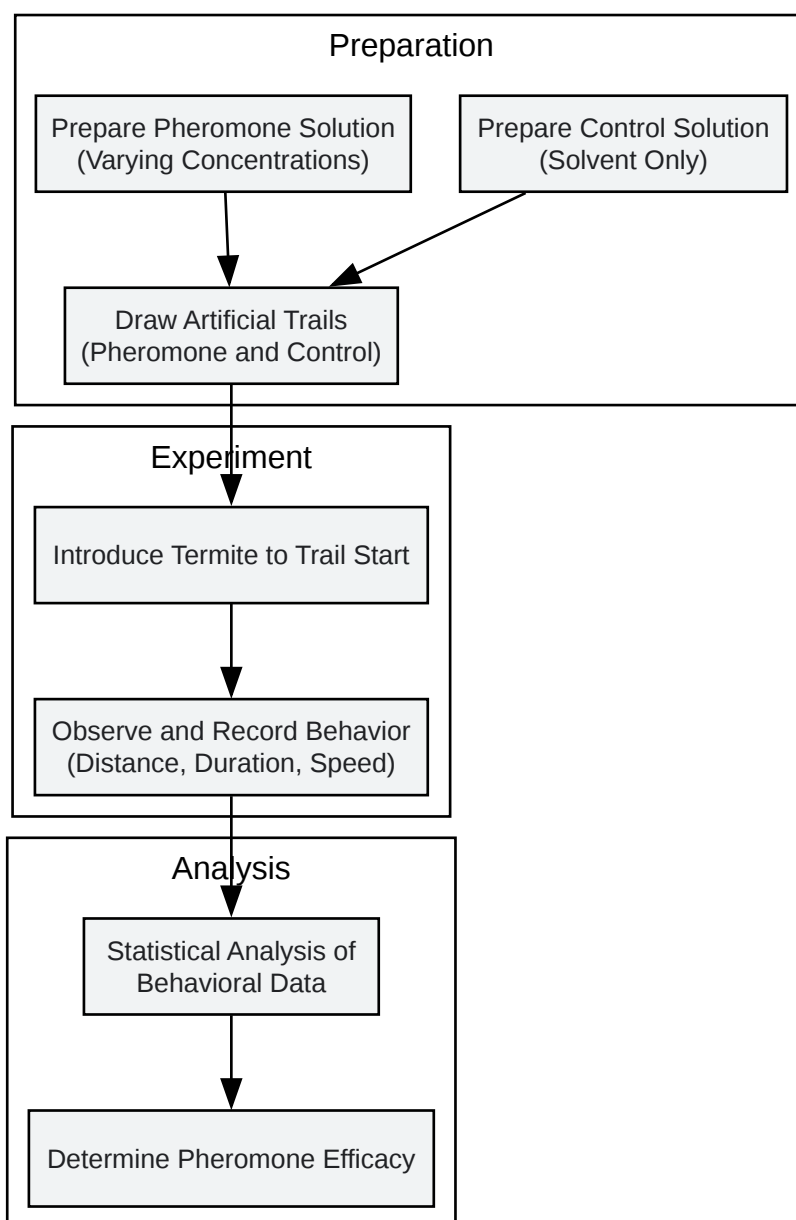 Preparation
Prepare Pheromone Solution
(Varying Concentrations)
Prepare Control Solution
(Solvent Only)
Draw Artificial Trails
(Pheromone and Control)
Experiment
Introduce Termite to Trail Start
Observe and Record Behavior
(Distance, Duration, Speed)
Analysis
Statistical Analysis of
Behavioral Data
Determine Pheromone Efficacy